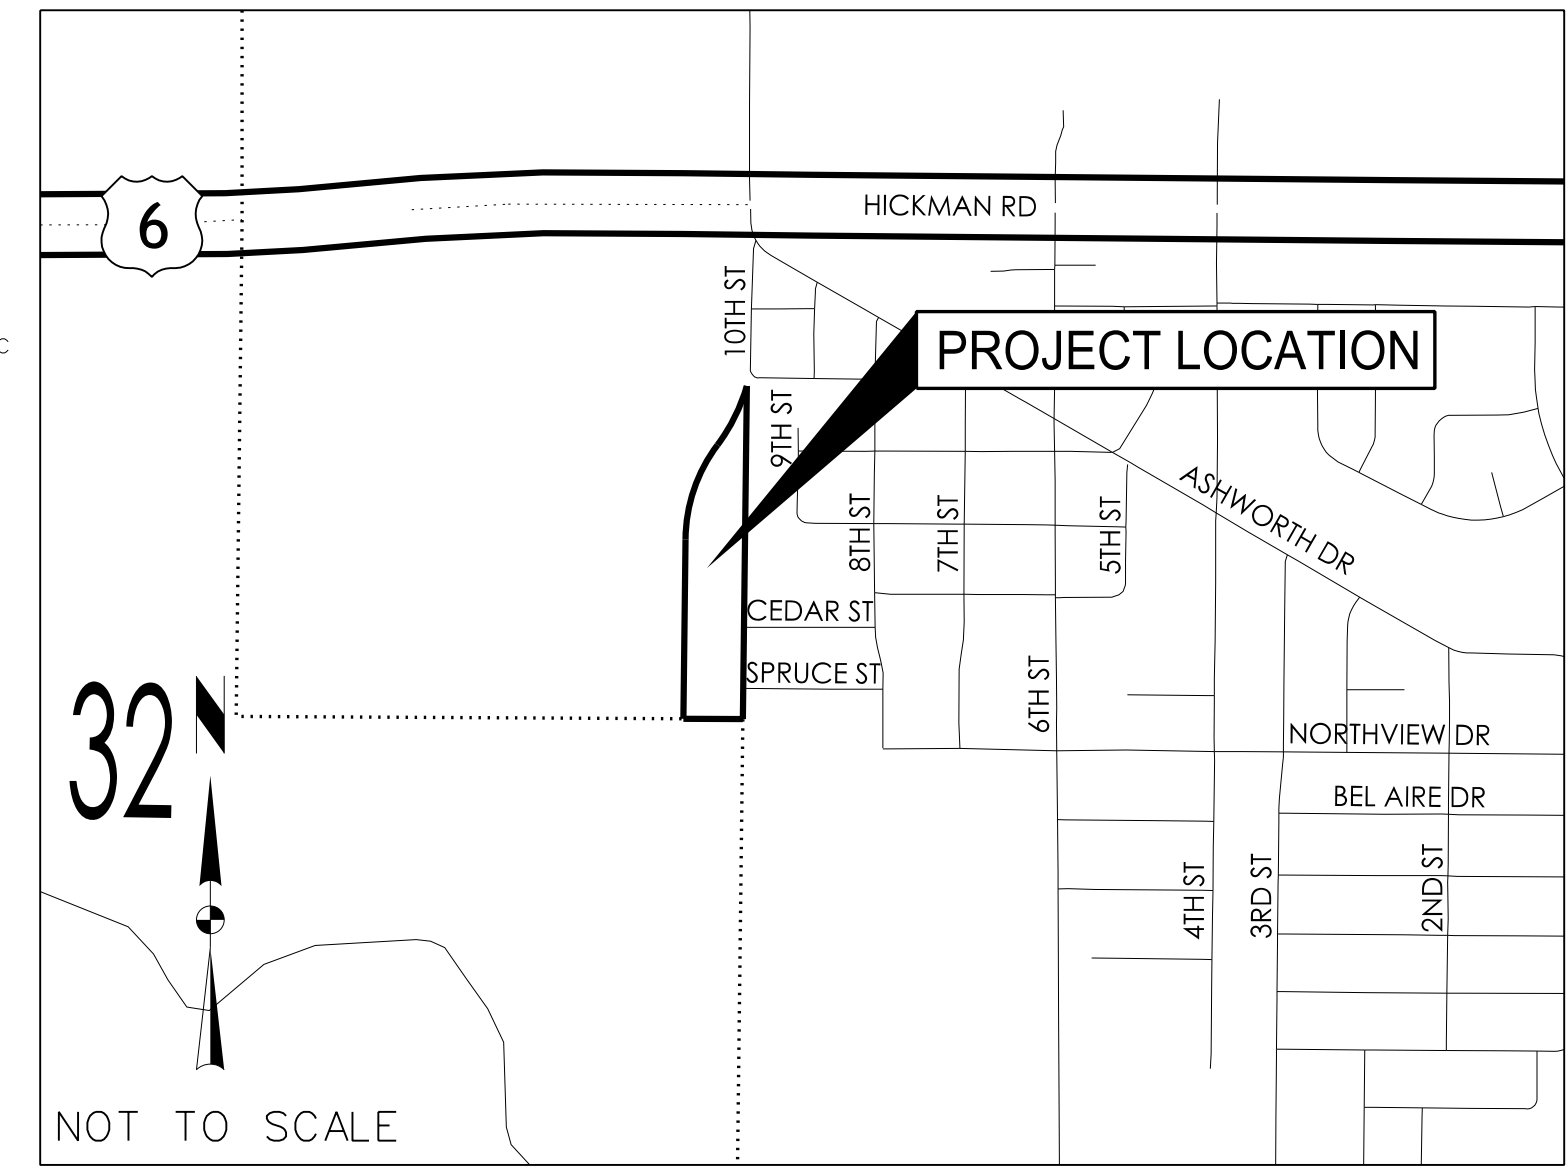 6
HICKMAN RD
10TH ST
C
PROJECT LOCATION
9TH ST
ASHWORTH DR
8TH ST
7TH ST
5TH ST
CEDAR ST
SPRUCE ST
6TH ST
32
N
NORTHVIEW DR
BEL AIRE DR
4TH ST
3RD ST
2ND ST
NOT TO SCALE